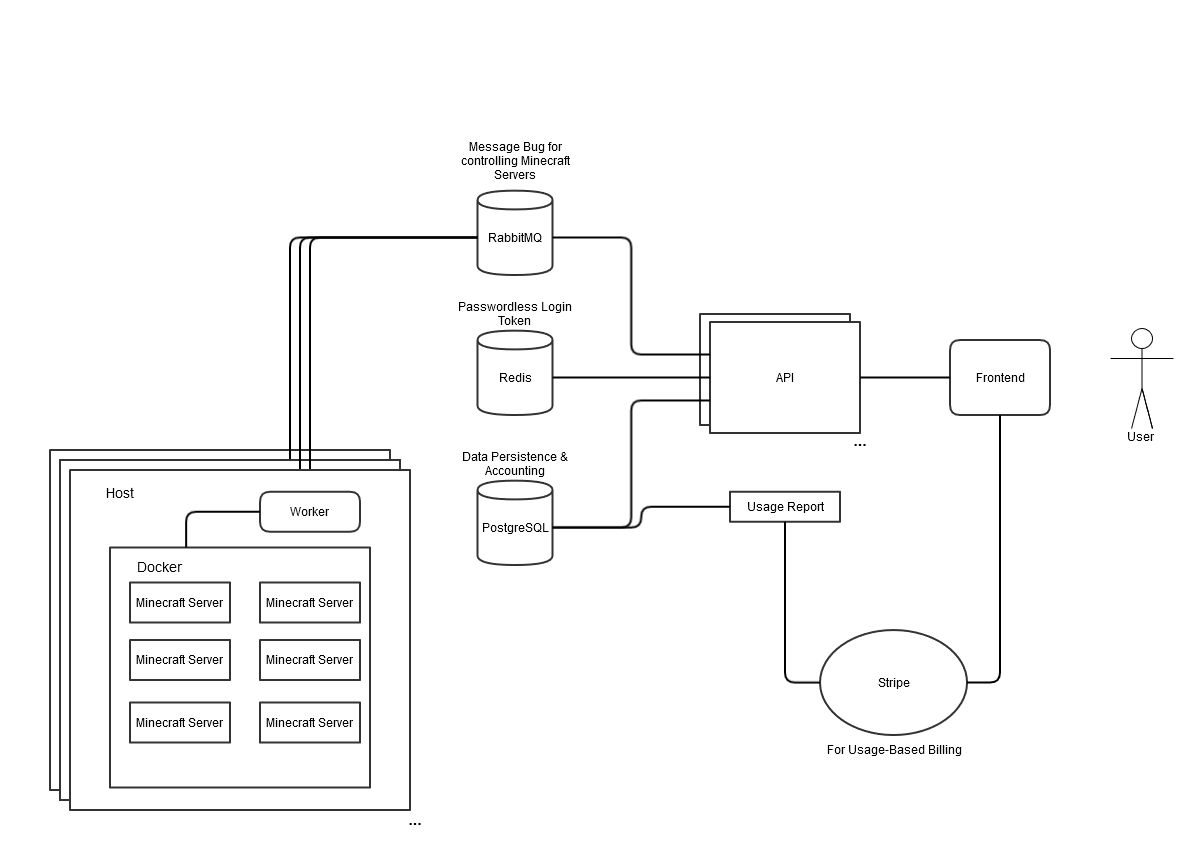 Message Bug for
controlling Minecraft
Servers
RabbitMQ
Passwordless Login
Token
Redis
API
...
Frontend
User
Data Persistence &
Accounting
PostgreSQL
Usage Report
Host
Worker
Docker
Minecraft Server
Minecraft Server
Minecraft Server
Minecraft Server
Minecraft Server
Minecraft Server
...
Stripe
For Usage-Based Billing